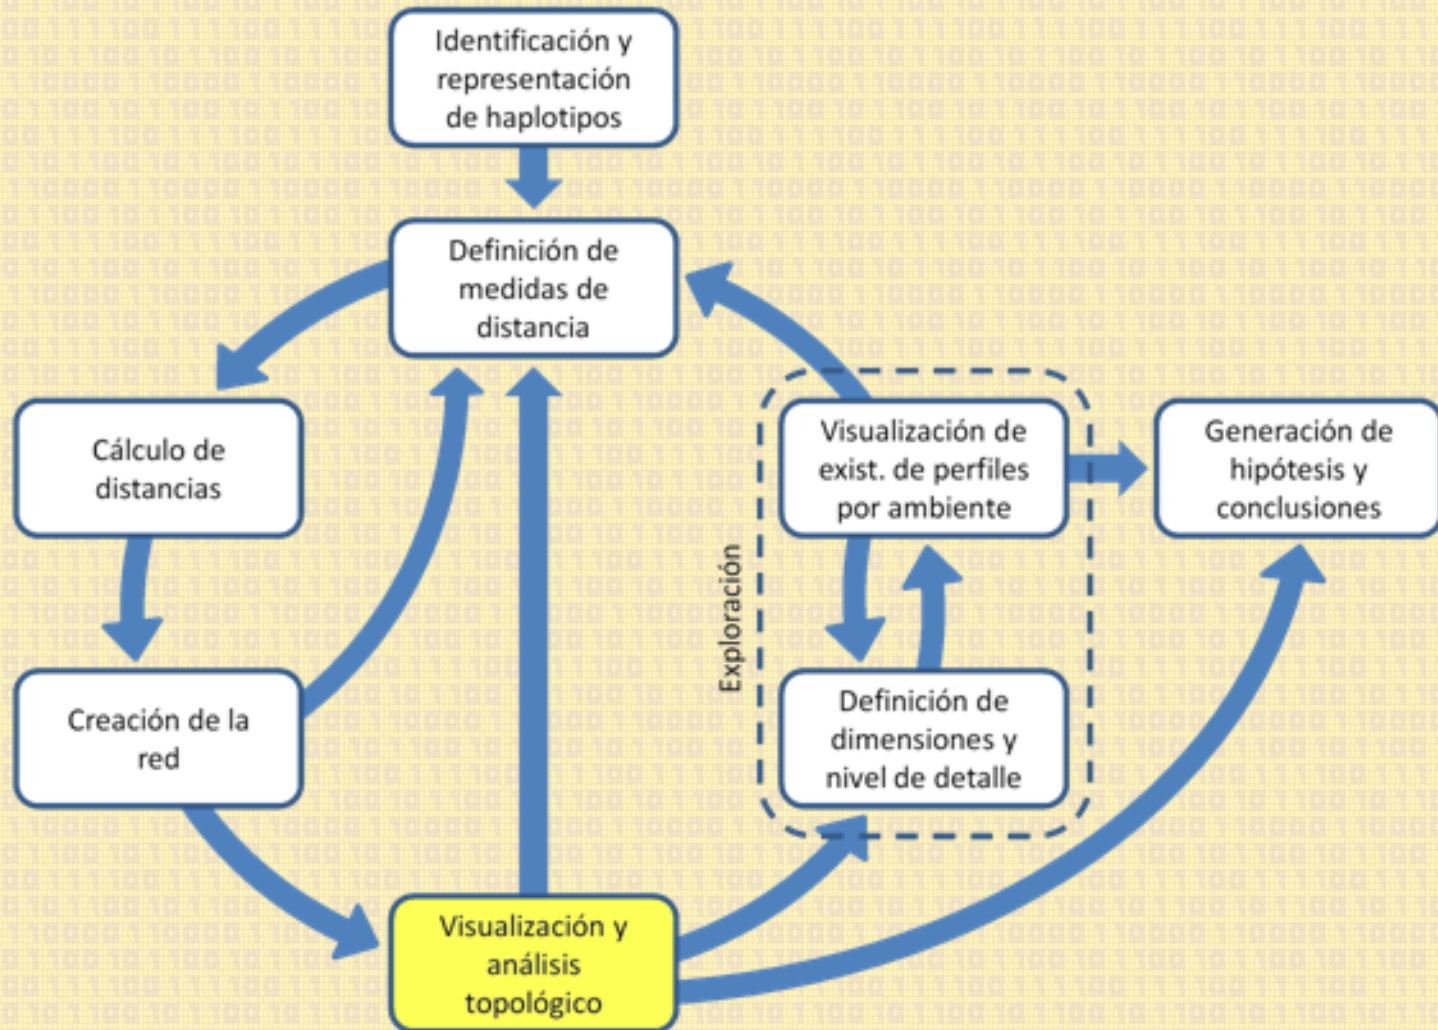 Identificación y
representación
de haplotipos
Definición de
medidas de
distancia
Cálculo de
distancias
Visualización de
exist. de perfiles
por ambiente
Generación de
hipótesis y
conclusiones
Exploración
Creación de la
red
Definición de
dimensiones y
nivel de detalle
Visualización y
análisis
topológico